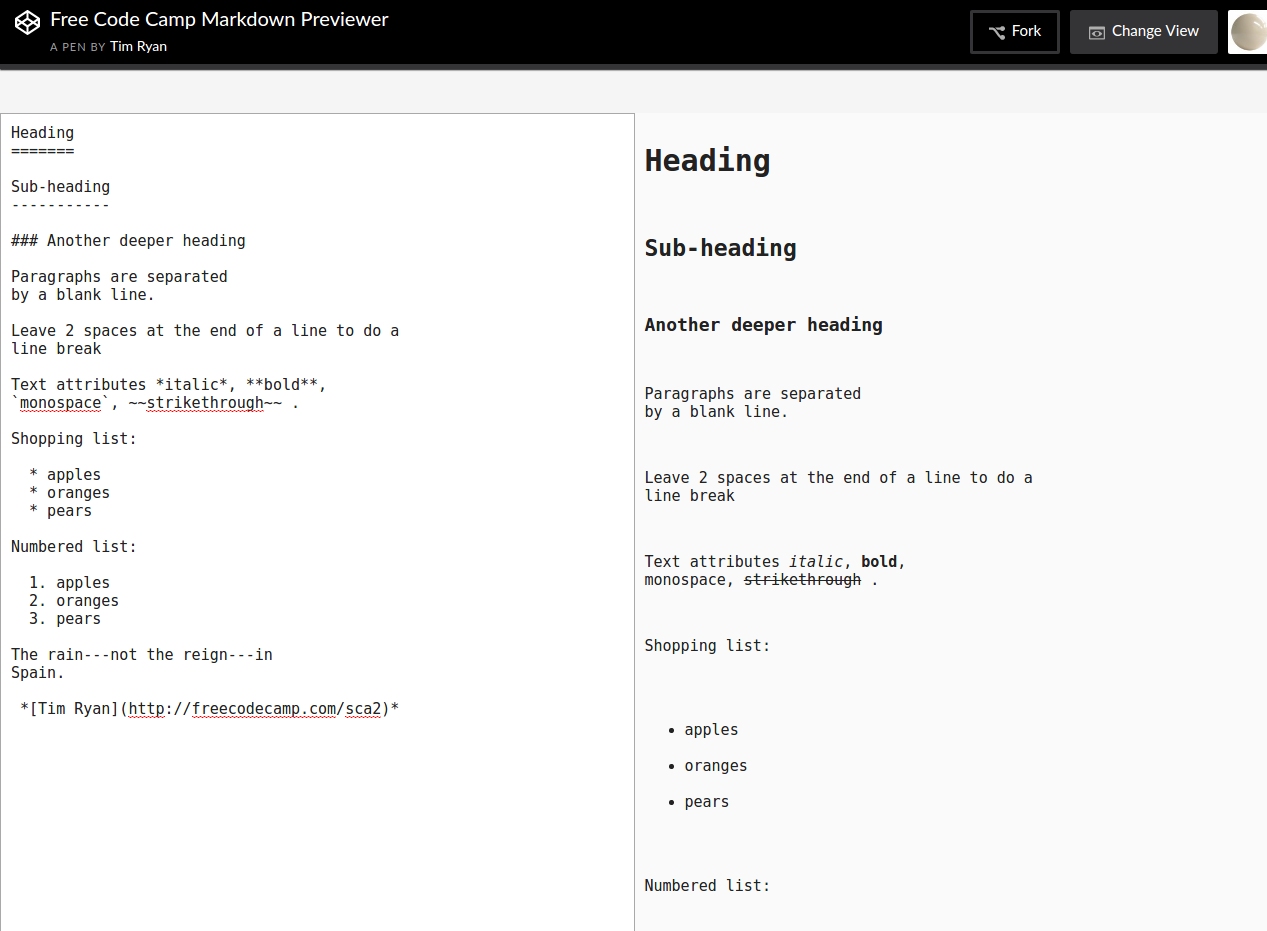 Free Code Camp Markdown Previewer
A PEN BY Tim Ryan
Fork
Change View
Heading
=======
Sub-heading
-----------
### Another deeper heading
Paragraphs are separated
by a blank line.
Leave 2 spaces at the end of a line to do a
line break
Text attributes *italic*, **bold**,
`monospace`, ~~strikethrough~~ .
Shopping list:
* apples
* oranges
* pears
Numbered list:
1. apples
2. oranges
3. pears
The rain---not the reign---in
Spain.
*[Tim Ryan](http://freecodecamp.com/sca2)*
Heading
Sub-heading
Another deeper heading
Paragraphs are separated
by a blank line.
Leave 2 spaces at the end of a line to do a
line break
Text attributes italic, bold,
monospace, strikethrough .
Shopping list:
• apples
• oranges
• pears
Numbered list: